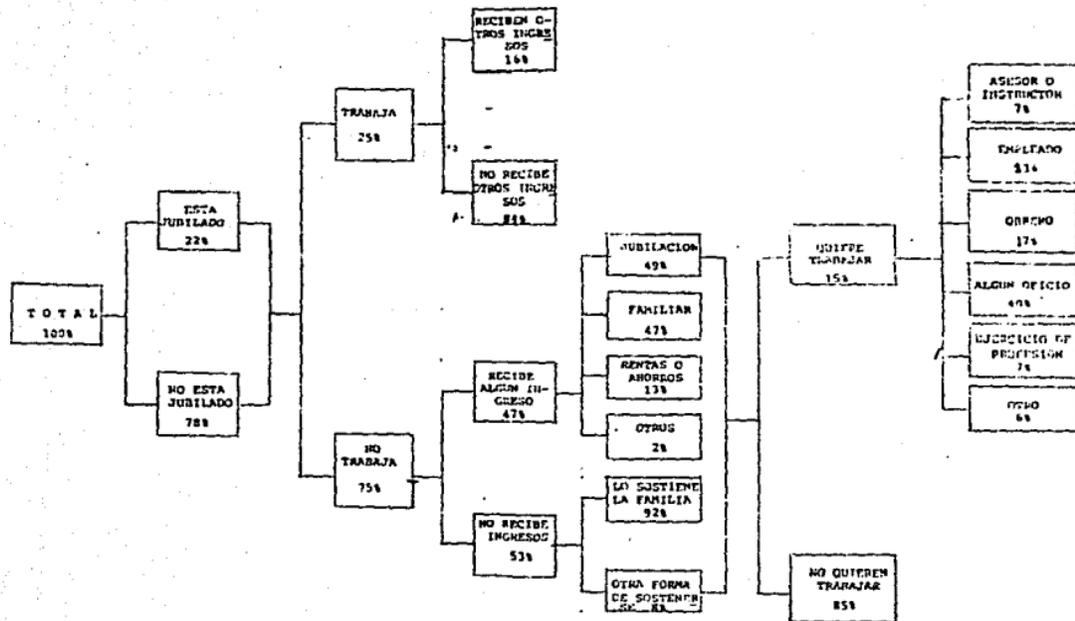 TOTAL
100%
ESTA
JUBILADO
22%
NO ESTA
JUBILADO
78%
TRABAJA
25%
NO
TRABAJA
75%
RECIBEN O-
TROS INGRE
SOS
16%
NO RECIBE
OTROS INGRE
SOS
84%
RECIBE
ALGUN IN-
GRESO
47%
NO RECIBE
INGRESOS
53%
JUBILACION
49%
FAMILIAR
47%
RENTAS O
AHORROS
13%
OTROS
2%
LO SOSTIENE
LA FAMILIA
92%
OTRA FORMA
DE SOSTENER
SE 8%
QUIERE
TRABAJAR
15%
NO QUIEREN
TRABAJAR
85%
ASESOR O
INSTRUCTOR
7%
EMPLEADO
OBRERO
17%
ALGUN OFICIO
EJERCICIO DE
PROFESION
7%
OTRO
6%